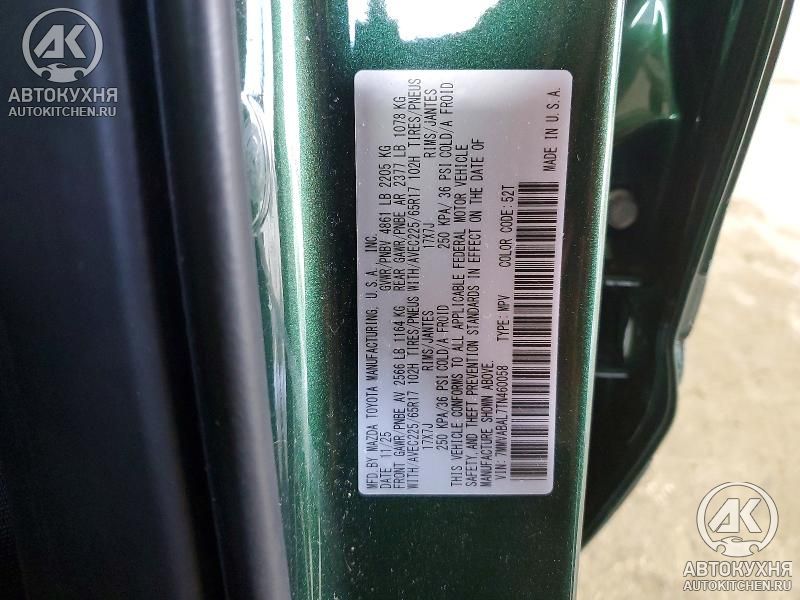 АК
АВТОКУХНЯ
AUTOKITCHEN.RU
MFD. BY MAZDA TOYOTA MANUFACTURING, U.S.A., INC.
DATE 11/25 GWR/PNBV 4861 LB 2205 KG
FRONT GAWR/PNBE AV 2566 LB 1164 KG REAR GAWR/PNBE AR 2377 LB 1078 KG
WITH/AVEC225/65R17 102H TIRES/PNEUS WITH/AVEC225/65R17 102H TIRES/PNEUS
17X7J RIMS/JANTES 17X7J RIMS/JANTES
250 KPA/36 PSI COLD/A FROID 250 KPA/36 PSI COLD/A FROID
THIS VEHICLE CONFORMS TO ALL APPLICABLE FEDERAL MOTOR VEHICLE
SAFETY, AND THEFT PREVENTION STANDARDS IN EFFECT ON THE DATE OF
MANUFACTURE SHOWN ABOVE.
VIN: 7MMVABAL7TN460058 TYPE: MPV COLOR CODE: 52T MADE IN U.S.A.
АК
АВТОКУХНЯ
AUTOKITCHEN.RU